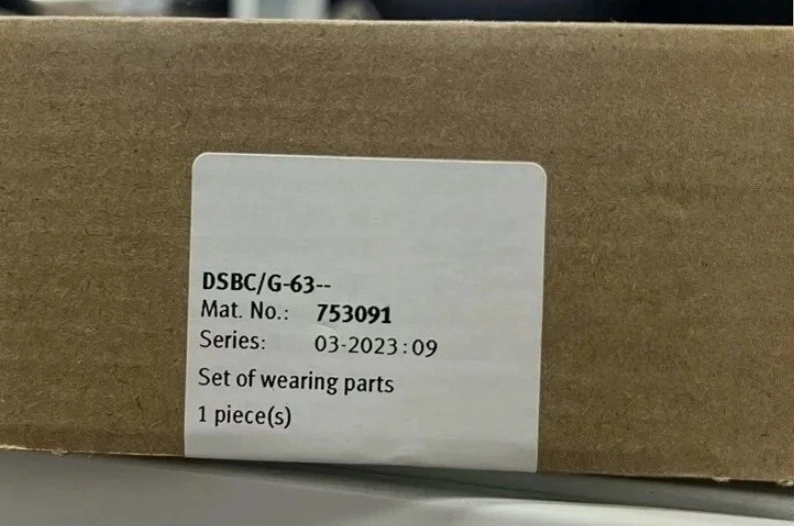 DSBC/G-63--
Mat. No.: 753091
Series: 03-2023:09
Set of wearing parts
1 piece(s)